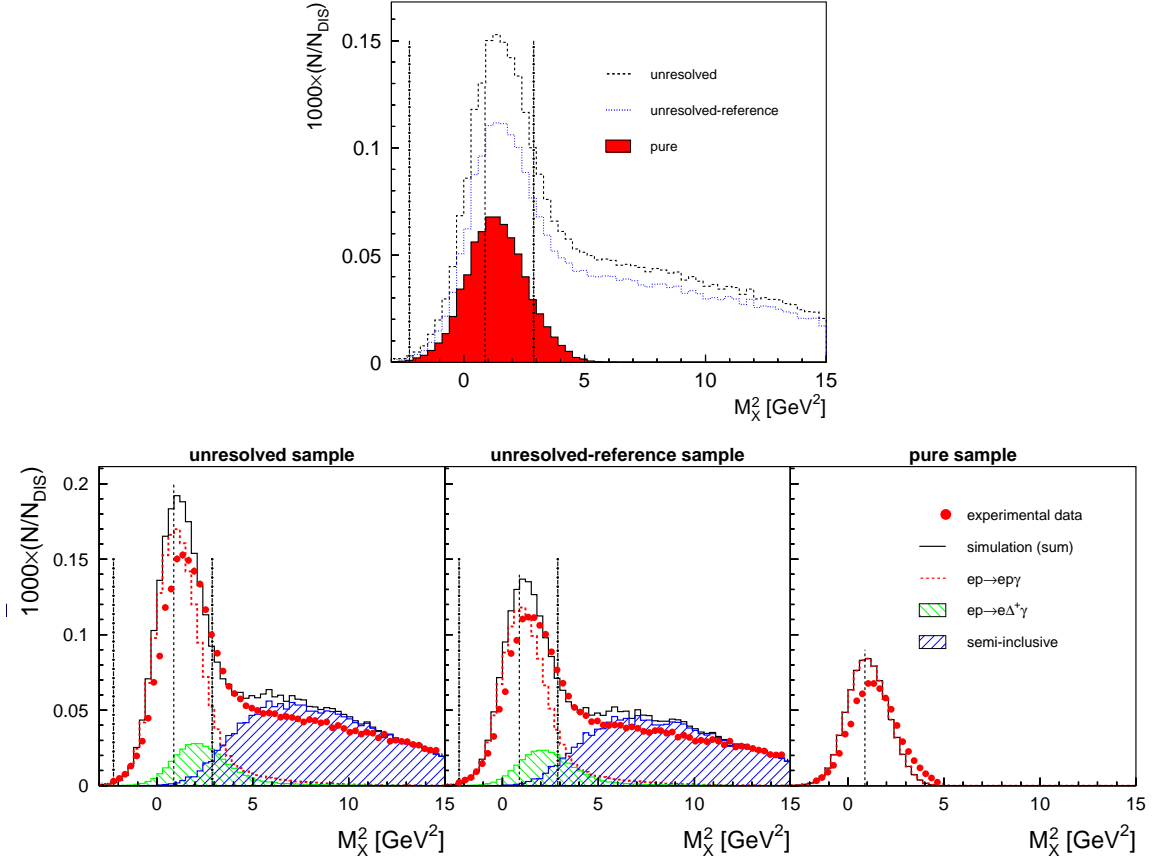 1000×(N/N_DIS)
0.15
0.1
0.05
0
unresolved
unresolved-reference
pure
0 5 10 15
M_X^2 [GeV^2]
unresolved sample unresolved-reference sample pure sample
1000×(N/N_DIS)
0.2
0.15
0.1
0.05
0
experimental data
simulation (sum)
ep→epγ
ep→eΔ⁺γ
semi-inclusive
0 5 10 0 5 10 15 0 5 10 15
M_X^2 [GeV^2] M_X^2 [GeV^2] M_X^2 [GeV^2]